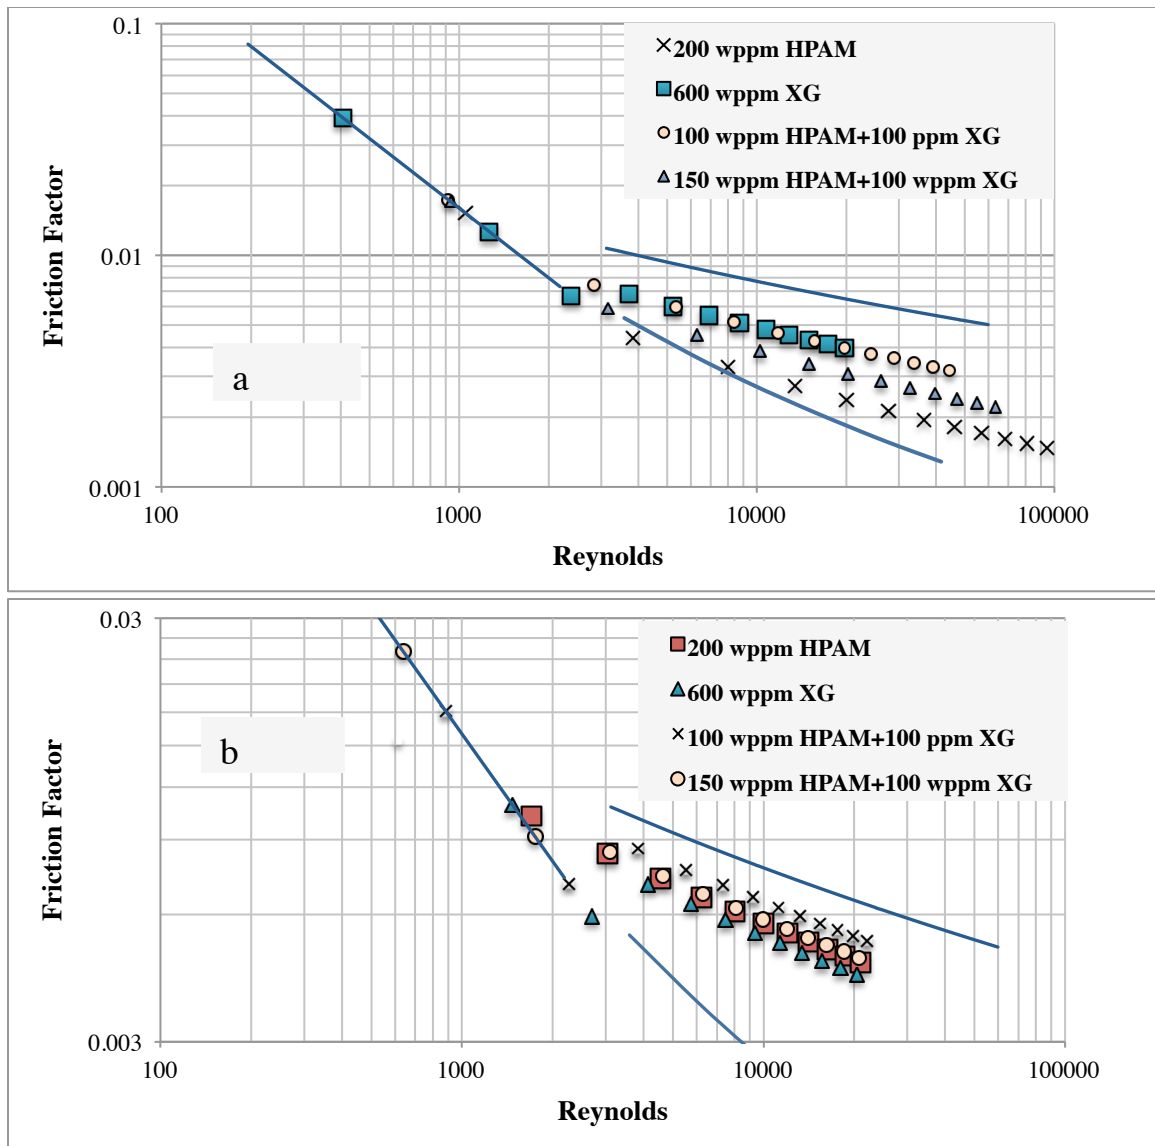 0.1
200 wppm HPAM
600 wppm XG
100 wppm HPAM+100 ppm XG
150 wppm HPAM+100 wppm XG
Friction Factor
0.01
a
0.001
100
1000
10000
100000
Reynolds
0.03
200 wppm HPAM
600 wppm XG
100 wppm HPAM+100 ppm XG
150 wppm HPAM+100 wppm XG
b
Friction Factor
0.003
100
1000
10000
100000
Reynolds